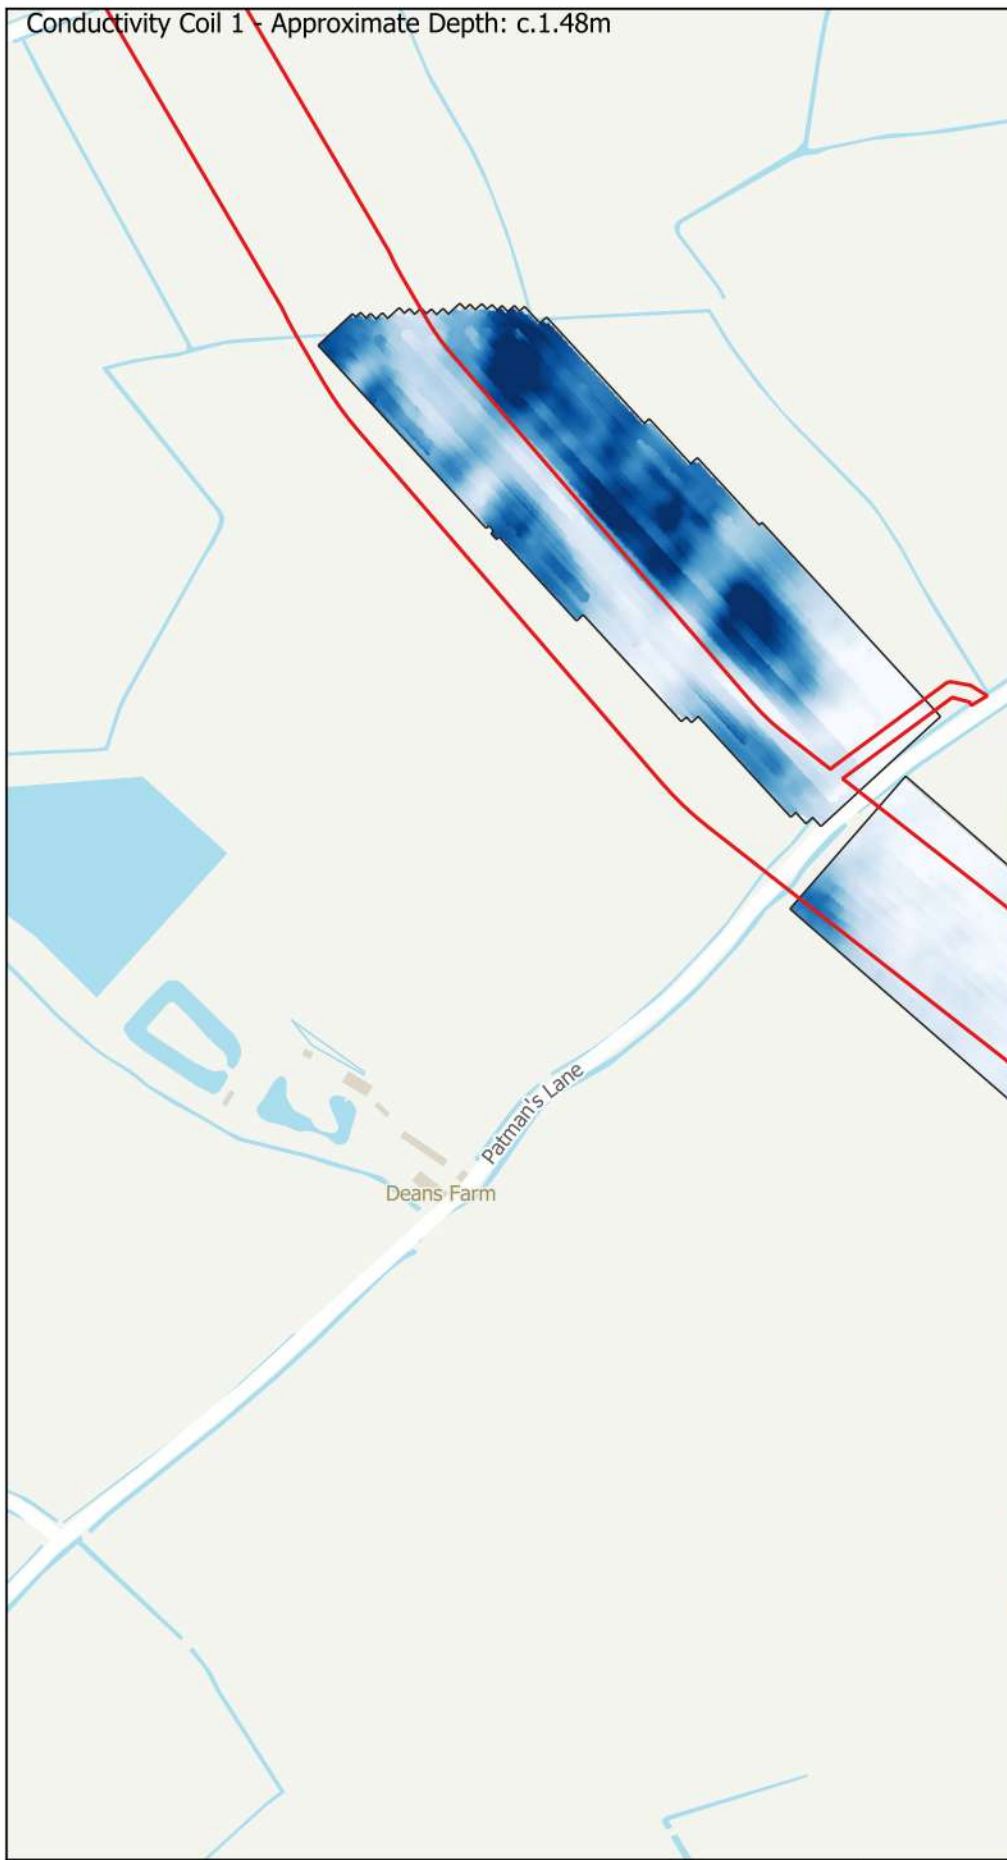 Conductivity Coil 1 - Approximate Depth: c.1.48m
Patman's Lane
Deans Farm